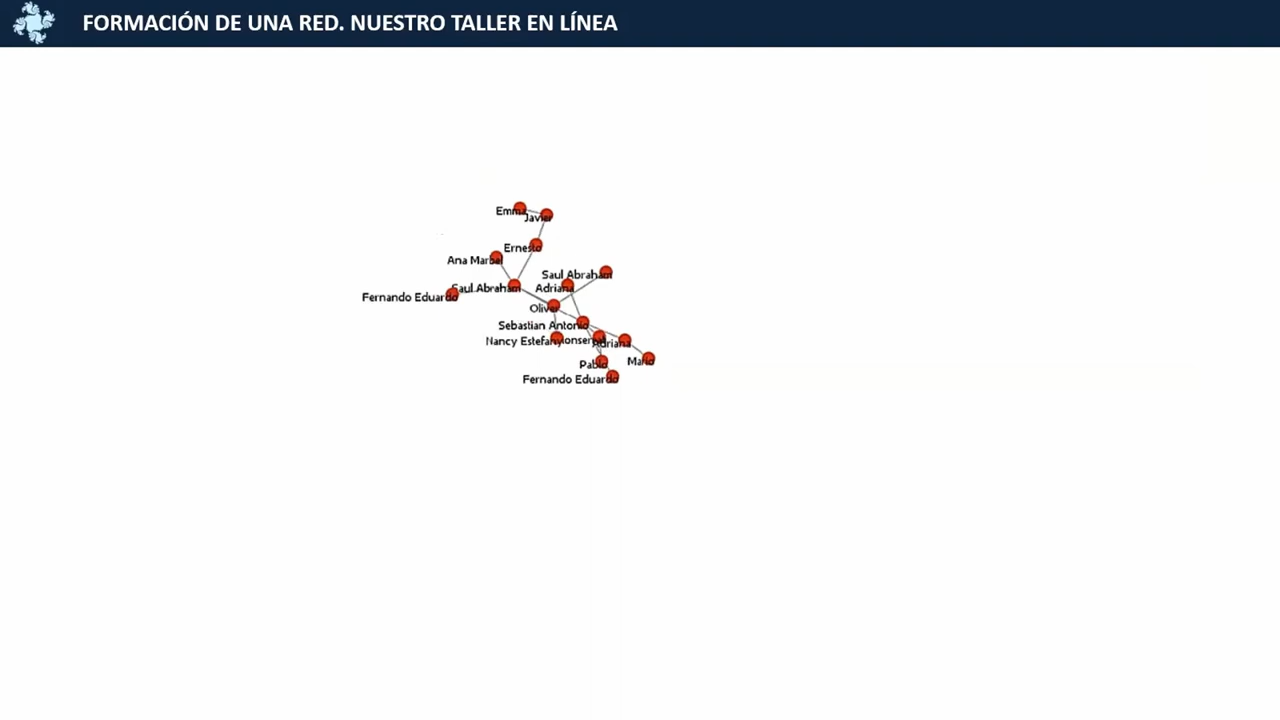 FORMACIÓN DE UNA RED. NUESTRO TALLER EN LÍNEA
Emma
Javier
Ernesto
Ana Marbel
Saul Abraham
Saul Abraham
Adriana
Fernando Eduardo
Oliver
Sebastian Antonio
Nancy Estefany
Adriana
Pablo
Mario
Fernando Eduardo